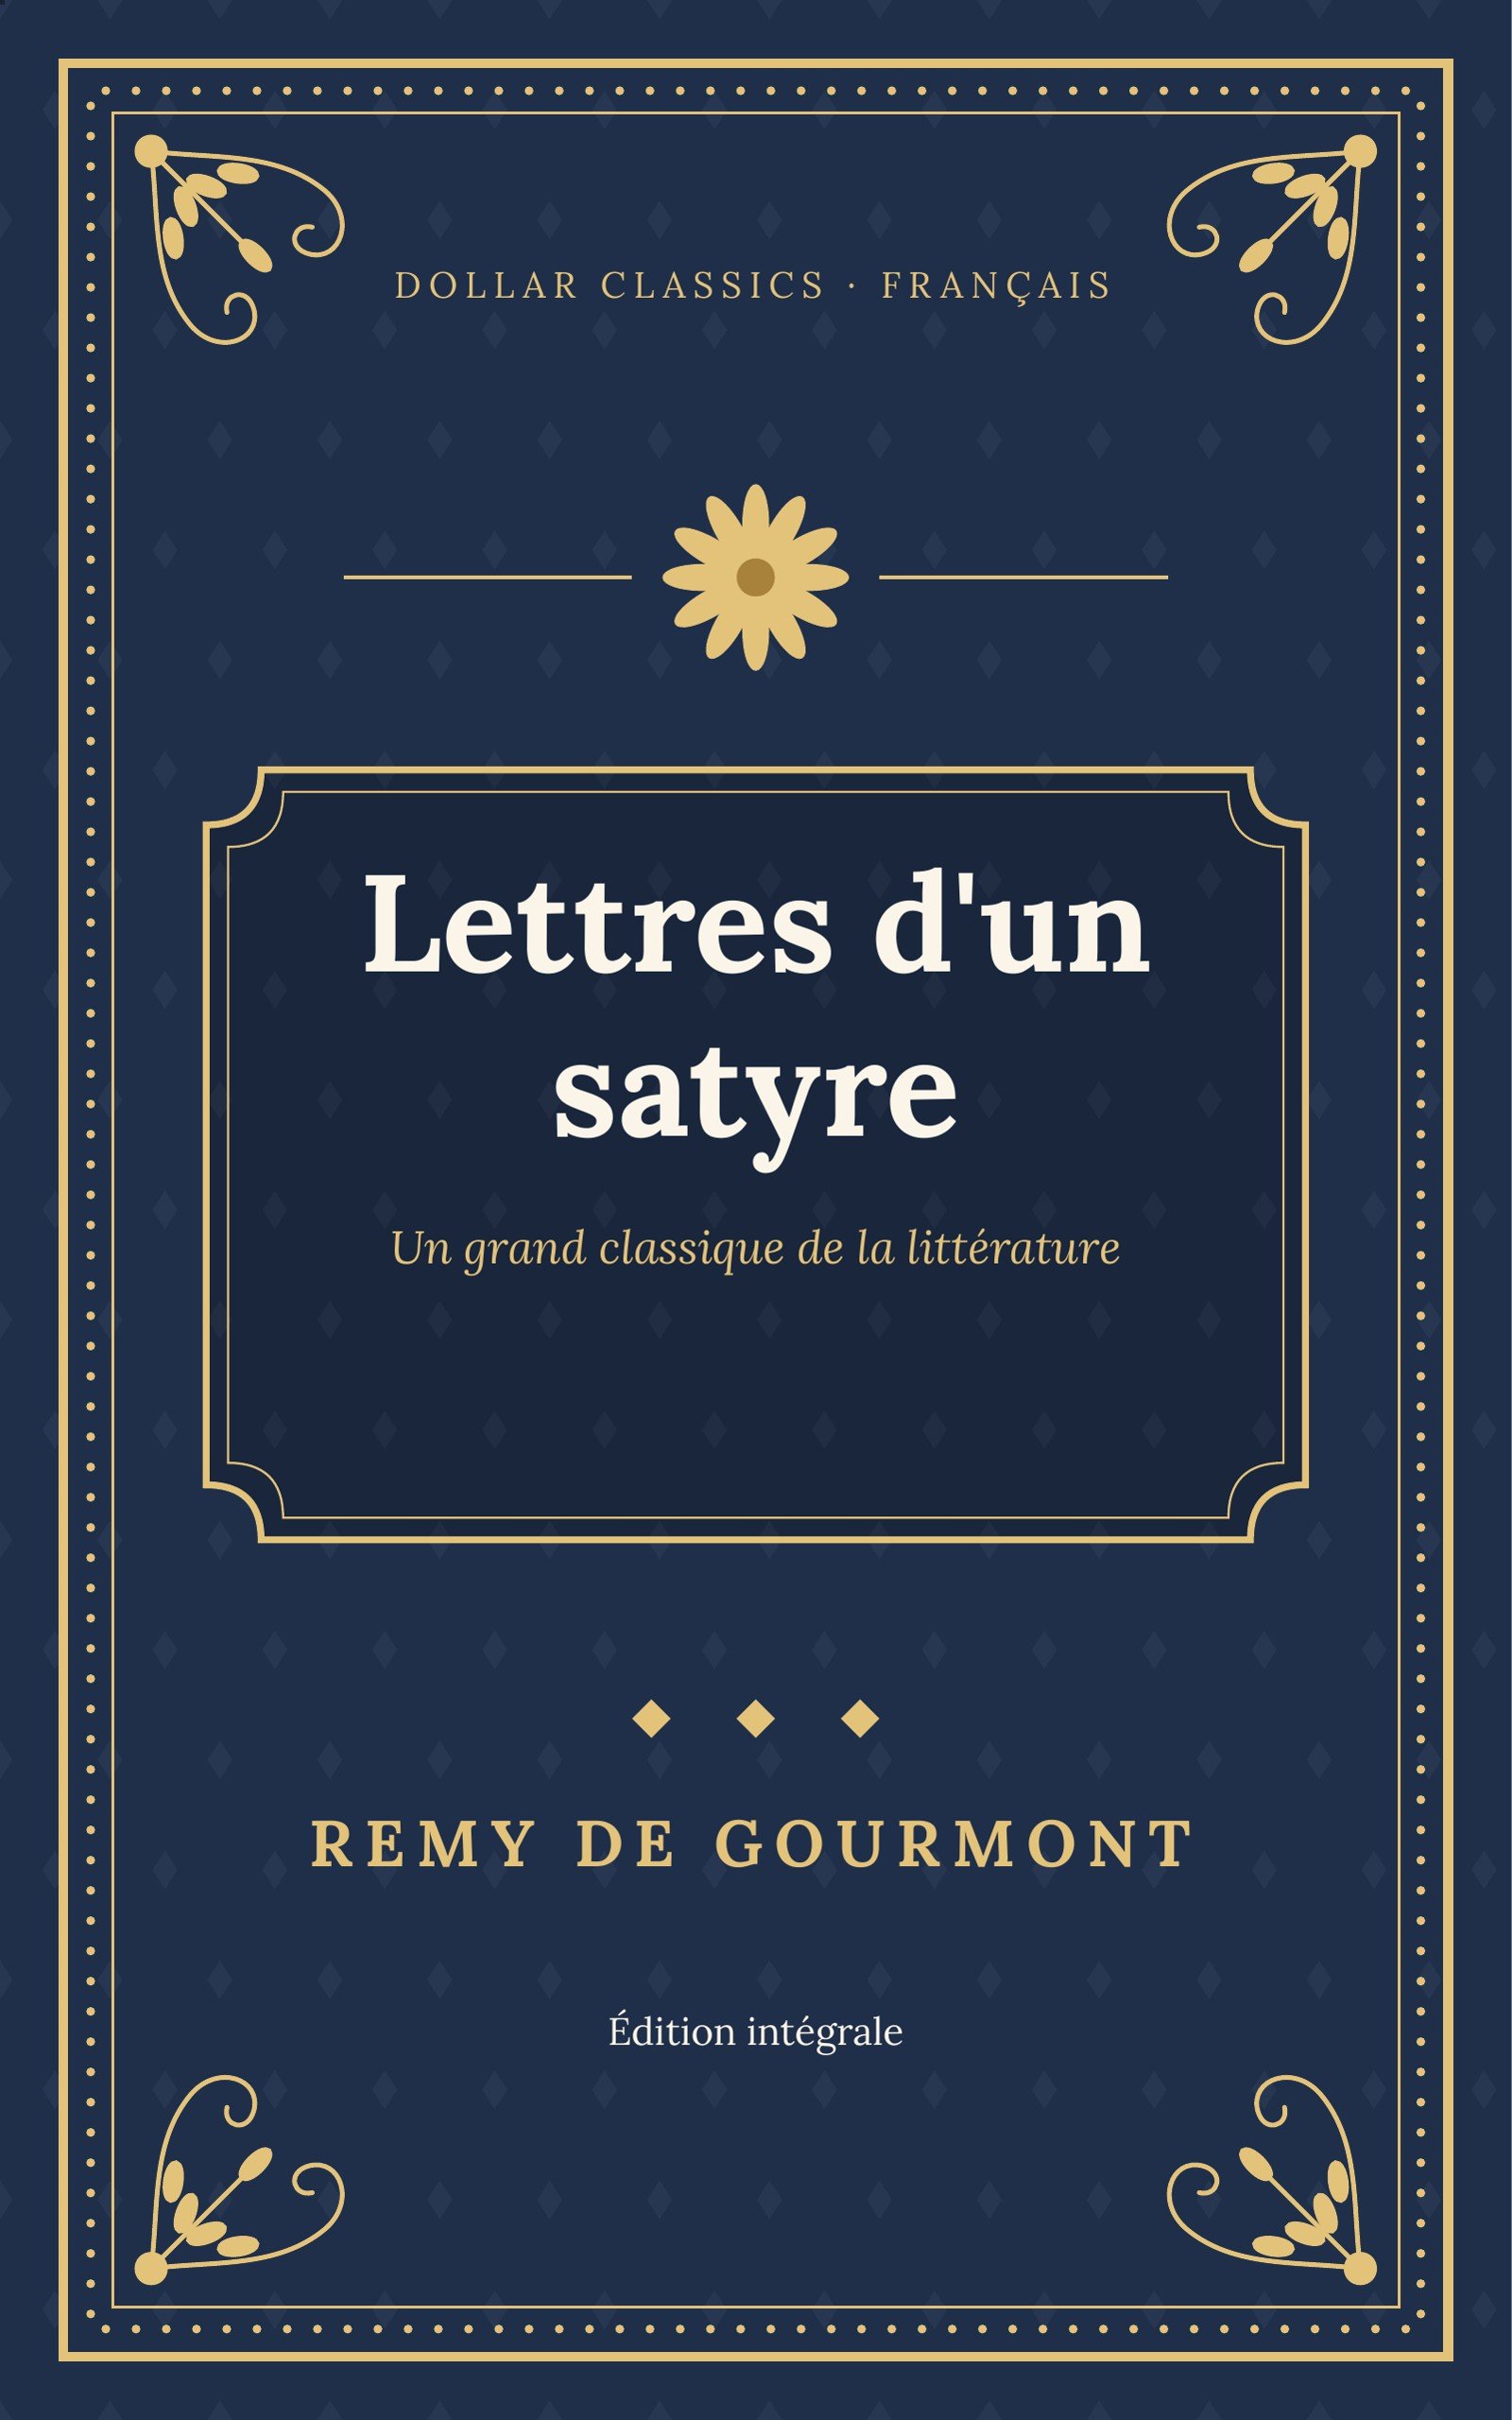 DOLLAR CLASSICS · FRANÇAIS
Lettres d'un
satyre
Un grand classique de la littérature
REMY DE GOURMONT
Édition intégrale